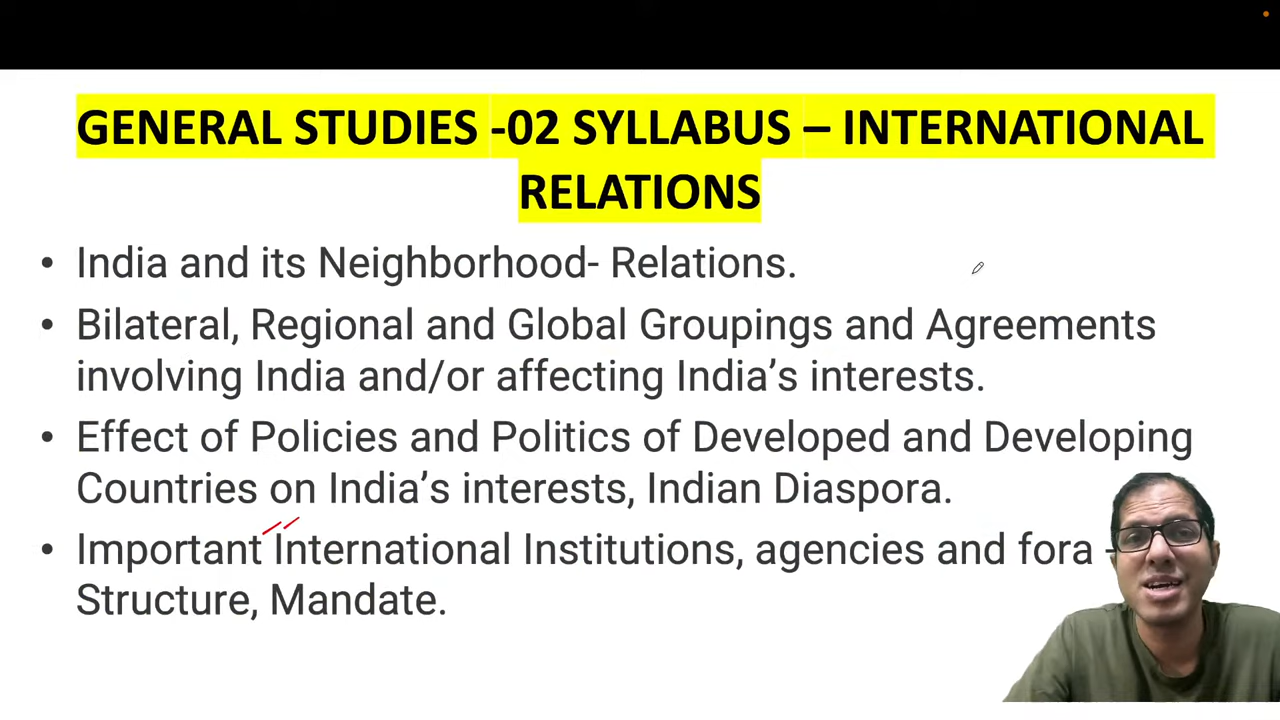 GENERAL STUDIES -02 SYLLABUS – INTERNATIONAL
RELATIONS
• India and its Neighborhood- Relations.
• Bilateral, Regional and Global Groupings and Agreements
involving India and/or affecting India’s interests.
• Effect of Policies and Politics of Developed and Developing
Countries on India’s interests, Indian Diaspora.
• Important International Institutions, agencies and fora -
Structure, Mandate.